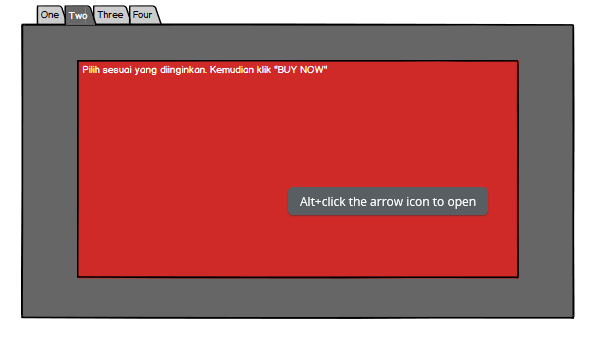 One Two Three Four
Pilih sesuai yang diinginkan. Kemudian klik "BUY NOW"
Alt+click the arrow icon to open